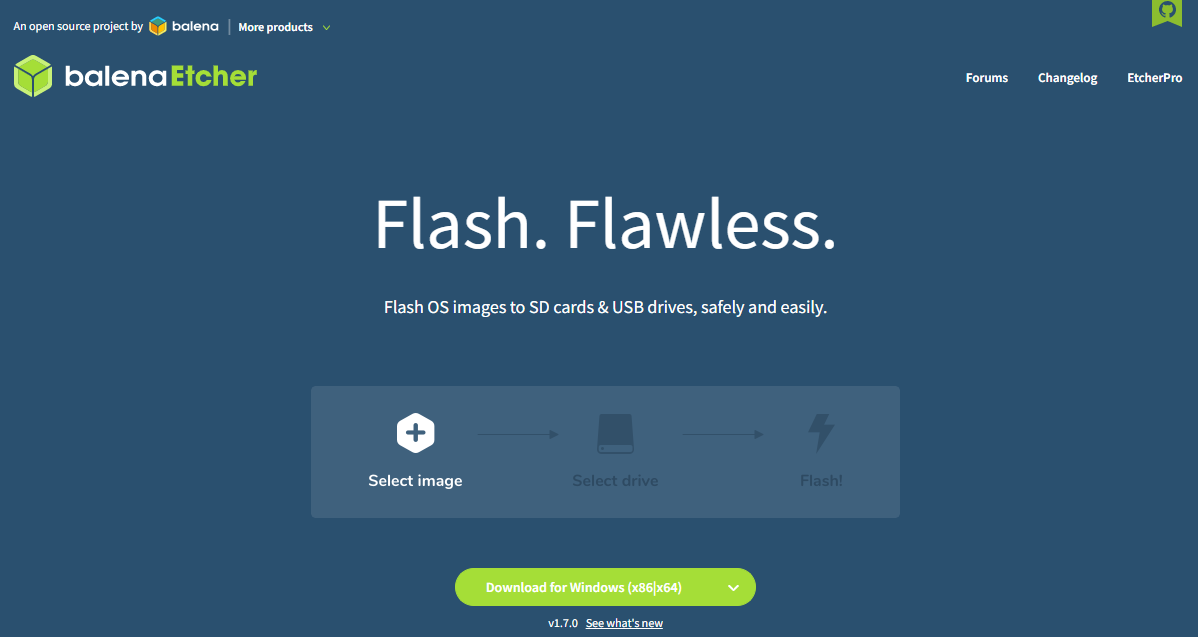 An open source project by balena | More products
balenaEtcher
Forums Changelog EtcherPro
Flash. Flawless.
Flash OS images to SD cards & USB drives, safely and easily.
Select image Select drive Flash!
Download for Windows (x86|x64)
v1.7.0 See what's new